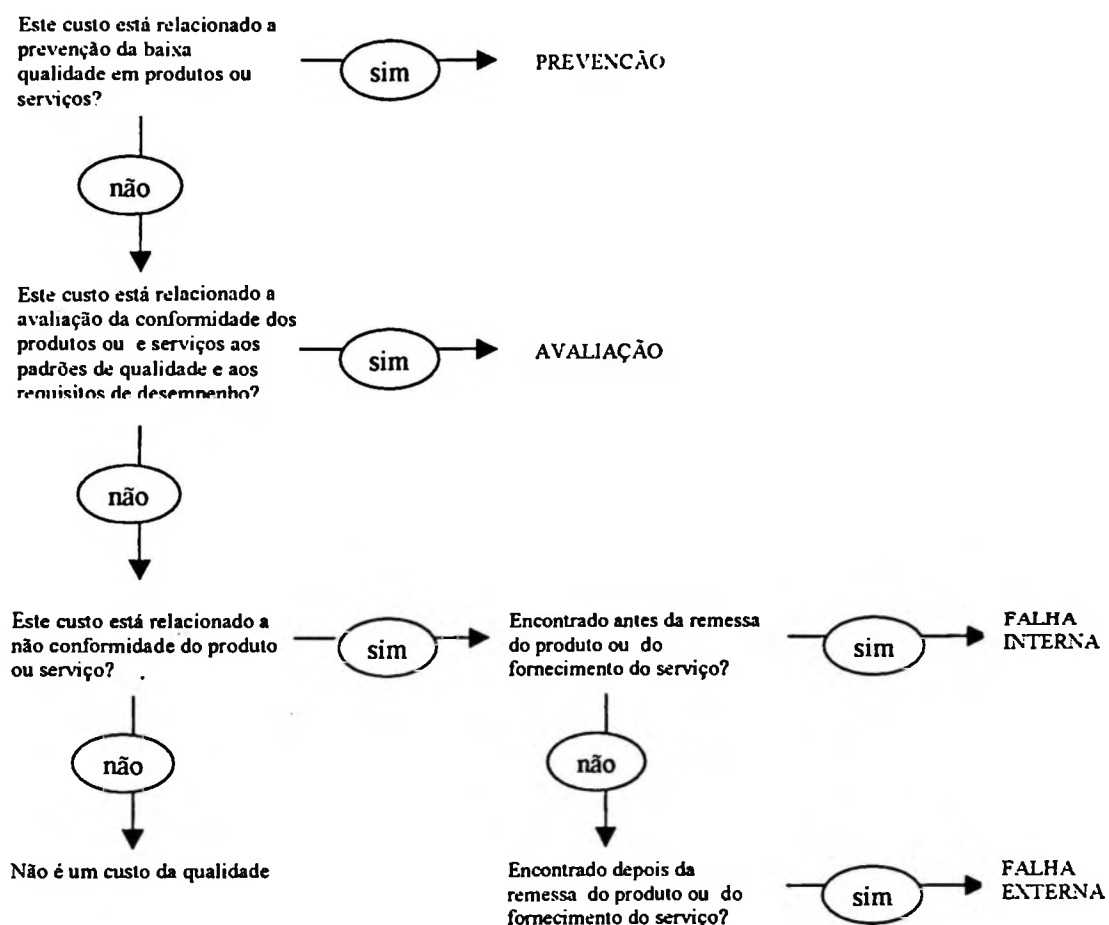 Este custo está relacionado a
prevenção da baixa
qualidade em produtos ou
serviços?
sim
PREVENCÃO
não
Este custo está relacionado a
avaliação da conformidade dos
produtos ou e serviços aos
padrões de qualidade e aos
requisitos de desempenho?
sim
AVALIAÇÃO
não
Este custo está relacionado a
não conformidade do produto
ou serviço?
sim
Encontrado antes da remessa
do produto ou do
fornecimento do serviço?
sim
FALHA
INTERNA
não
não
Não é um custo da qualidade
Encontrado depois da
remessa do produto ou do
fornecimento do serviço?
sim
FALHA
EXTERNA